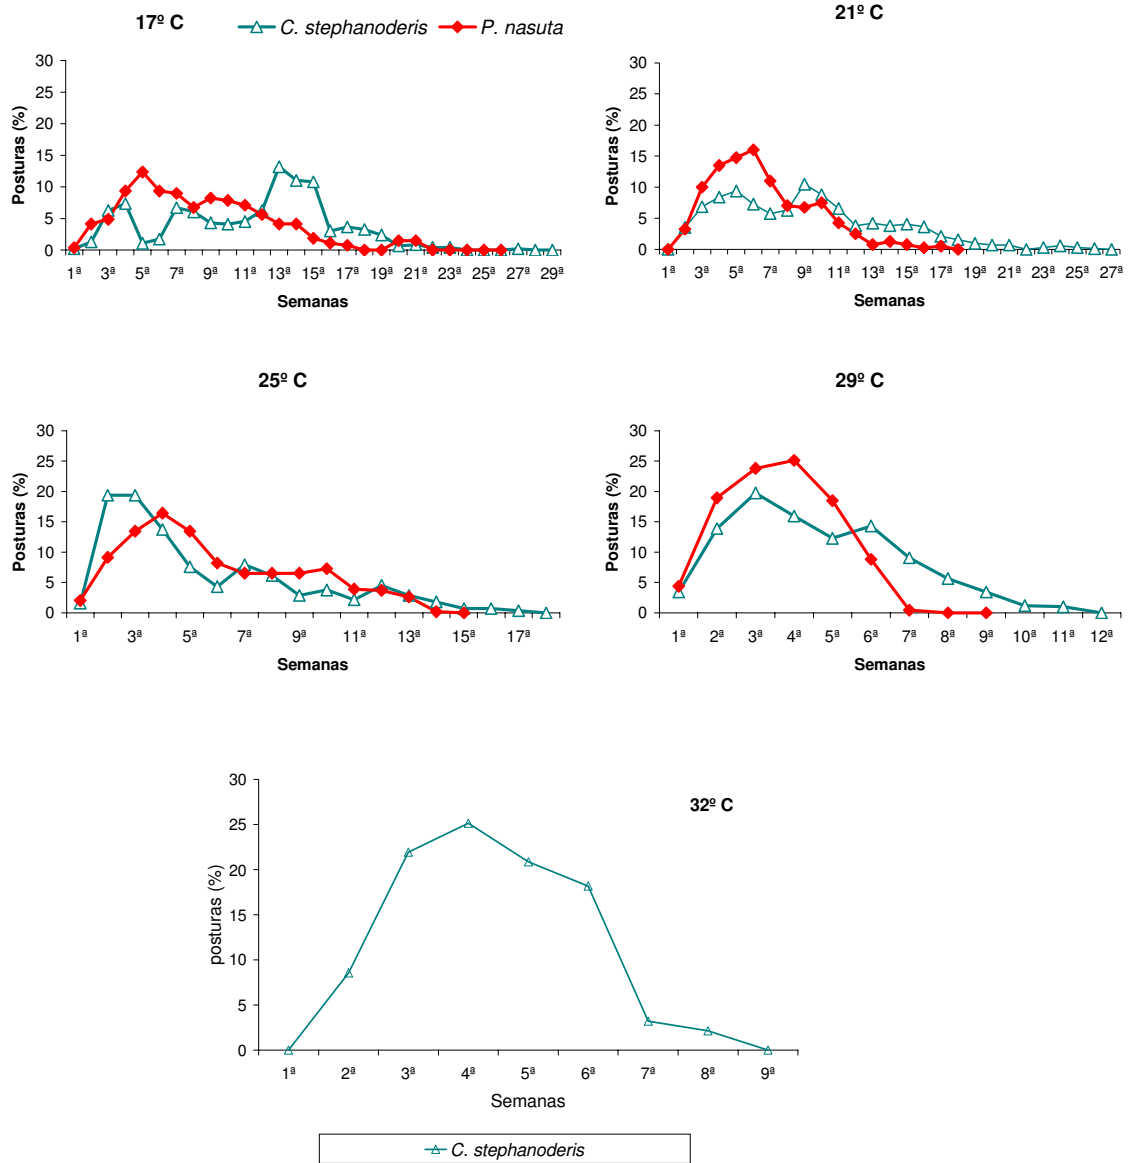 17º C
C. stephanoderis P. nasuta
30
25
20
15
10
5
0
Posturas (%)
1ª 3ª 5ª 7ª 9ª 11ª 13ª 15ª 17ª 19ª 21ª 23ª 25ª 27ª 29ª
Semanas
21º C
30
25
20
15
10
5
0
Posturas (%)
1ª 3ª 5ª 7ª 9ª 11ª 13ª 15ª 17ª 19ª 21ª 23ª 25ª 27ª
Semanas
25º C
30
25
20
15
10
5
0
Posturas (%)
1ª 3ª 5ª 7ª 9ª 11ª 13ª 15ª 17ª
Semanas
29º C
30
25
20
15
10
5
0
Posturas (%)
1ª 2ª 3ª 4ª 5ª 6ª 7ª 8ª 9ª 10ª 11ª 12ª
Semanas
32º C
30
25
20
15
10
5
0
posturas (%)
1ª 2ª 3ª 4ª 5ª 6ª 7ª 8ª 9ª
Semanas
C. stephanoderis